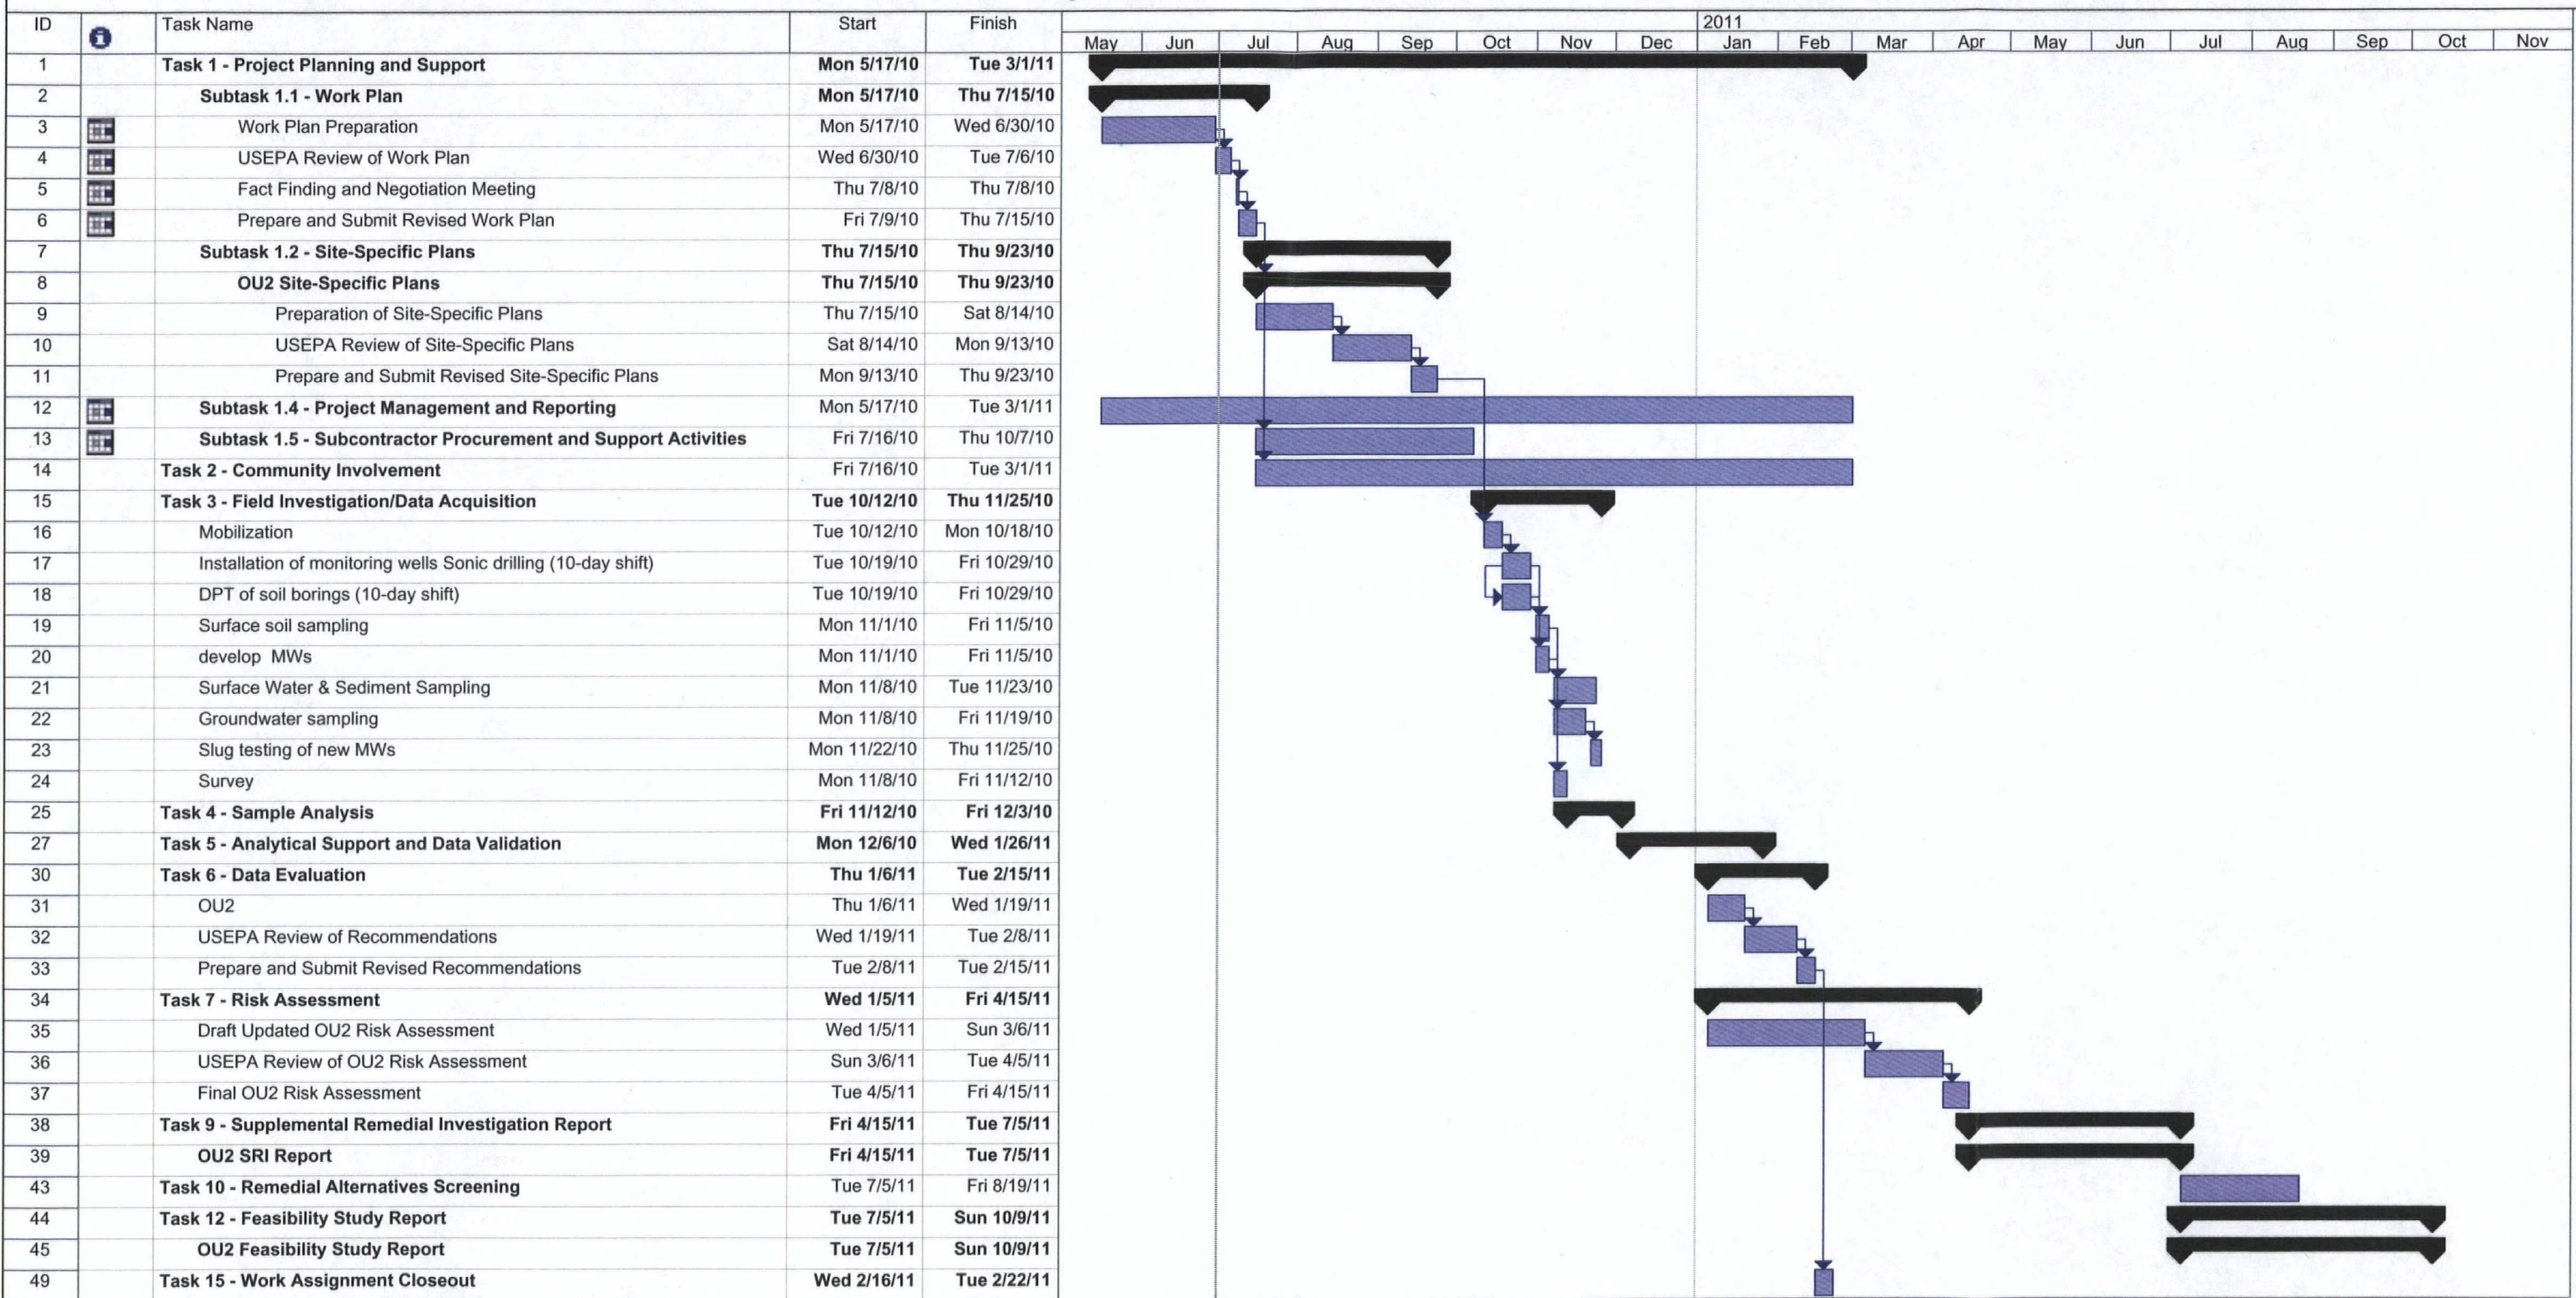 ID Task Name Start Finish 2011
May Jun Jul Aug Sep Oct Nov Dec Jan Feb Mar Apr May Jun Jul Aug Sep Oct Nov
1 Task 1 - Project Planning and Support Mon 5/17/10 Tue 3/1/11
2 Subtask 1.1 - Work Plan Mon 5/17/10 Thu 7/15/10
3 Work Plan Preparation Mon 5/17/10 Wed 6/30/10
4 USEPA Review of Work Plan Wed 6/30/10 Tue 7/6/10
5 Fact Finding and Negotiation Meeting Thu 7/8/10 Thu 7/8/10
6 Prepare and Submit Revised Work Plan Fri 7/9/10 Thu 7/15/10
7 Subtask 1.2 - Site-Specific Plans Thu 7/15/10 Thu 9/23/10
8 OU2 Site-Specific Plans Thu 7/15/10 Thu 9/23/10
9 Preparation of Site-Specific Plans Thu 7/15/10 Sat 8/14/10
10 USEPA Review of Site-Specific Plans Sat 8/14/10 Mon 9/13/10
11 Prepare and Submit Revised Site-Specific Plans Mon 9/13/10 Thu 9/23/10
12 Subtask 1.4 - Project Management and Reporting Mon 5/17/10 Tue 3/1/11
13 Subtask 1.5 - Subcontractor Procurement and Support Activities Fri 7/16/10 Thu 10/7/10
14 Task 2 - Community Involvement Fri 7/16/10 Tue 3/1/11
15 Task 3 - Field Investigation/Data Acquisition Tue 10/12/10 Thu 11/25/10
16 Mobilization Tue 10/12/10 Mon 10/18/10
17 Installation of monitoring wells Sonic drilling (10-day shift) Tue 10/19/10 Fri 10/29/10
18 DPT of soil borings (10-day shift) Tue 10/19/10 Fri 10/29/10
19 Surface soil sampling Mon 11/1/10 Fri 11/5/10
20 develop MWs Mon 11/1/10 Fri 11/5/10
21 Surface Water & Sediment Sampling Mon 11/8/10 Tue 11/23/10
22 Groundwater sampling Mon 11/8/10 Fri 11/19/10
23 Slug testing of new MWs Mon 11/22/10 Thu 11/25/10
24 Survey Mon 11/8/10 Fri 11/12/10
25 Task 4 - Sample Analysis Fri 11/12/10 Fri 12/3/10
27 Task 5 - Analytical Support and Data Validation Mon 12/6/10 Wed 1/26/11
30 Task 6 - Data Evaluation Thu 1/6/11 Tue 2/15/11
31 OU2 Thu 1/6/11 Wed 1/19/11
32 USEPA Review of Recommendations Wed 1/19/11 Tue 2/8/11
33 Prepare and Submit Revised Recommendations Tue 2/8/11 Tue 2/15/11
34 Task 7 - Risk Assessment Wed 1/5/11 Fri 4/15/11
35 Draft Updated OU2 Risk Assessment Wed 1/5/11 Sun 3/6/11
36 USEPA Review of OU2 Risk Assessment Sun 3/6/11 Tue 4/5/11
37 Final OU2 Risk Assessment Tue 4/5/11 Fri 4/15/11
38 Task 9 - Supplemental Remedial Investigation Report Fri 4/15/11 Tue 7/5/11
39 OU2 SRI Report Fri 4/15/11 Tue 7/5/11
43 Task 10 - Remedial Alternatives Screening Tue 7/5/11 Fri 8/19/11
44 Task 12 - Feasibility Study Report Tue 7/5/11 Sun 10/9/11
45 OU2 Feasibility Study Report Tue 7/5/11 Sun 10/9/11
49 Task 15 - Work Assignment Closeout Wed 2/16/11 Tue 2/22/11